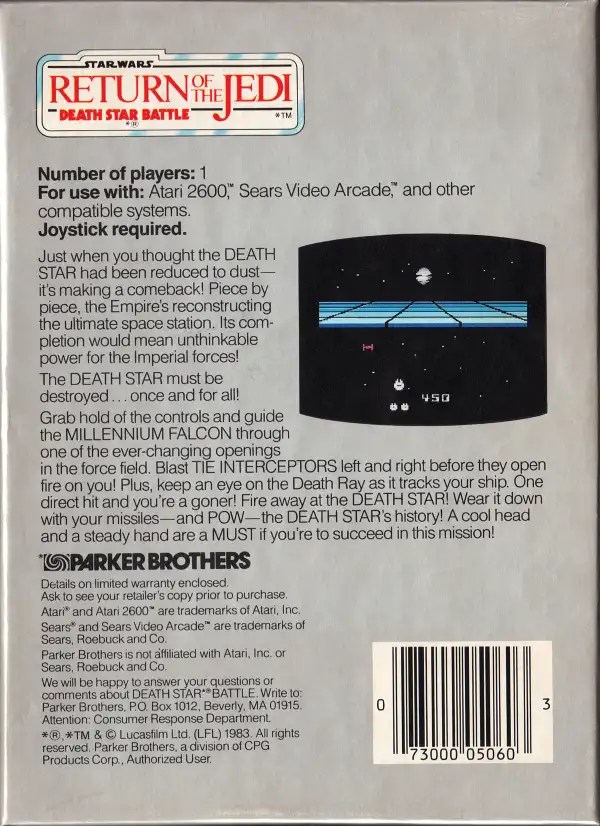 STAR WARS
RETURN OF THE JEDI
DEATH STAR BATTLE
*®
*TM
Number of players: 1
For use with: Atari 2600,™ Sears Video Arcade,™ and other
compatible systems.
Joystick required.
Just when you thought the DEATH
STAR had been reduced to dust—
it's making a comeback! Piece by
piece, the Empire's reconstructing
the ultimate space station. Its com-
pletion would mean unthinkable
power for the Imperial forces!
The DEATH STAR must be
destroyed . . . once and for all!
Grab hold of the controls and guide
the MILLENNIUM FALCON through
one of the ever-changing openings
in the force field. Blast TIE INTERCEPTORS left and right before they open
fire on you! Plus, keep an eye on the Death Ray as it tracks your ship. One
direct hit and you're a goner! Fire away at the DEATH STAR! Wear it down
with your missiles—and POW—the DEATH STAR's history! A cool head
and a steady hand are a MUST if you're to succeed in this mission!
450
PARKER BROTHERS
Details on limited warranty enclosed.
Ask to see your retailer's copy prior to purchase.
Atari® and Atari 2600™ are trademarks of Atari, Inc.
Sears® and Sears Video Arcade™ are trademarks of
Sears, Roebuck and Co.
Parker Brothers is not affiliated with Atari, Inc. or
Sears, Roebuck and Co.
We will be happy to answer your questions or
comments about DEATH STAR*® BATTLE. Write to:
Parker Brothers, P.O. Box 1012, Beverly, MA 01915.
Attention: Consumer Response Department.
*®, *TM & © Lucasfilm Ltd. (LFL) 1983. All rights
reserved. Parker Brothers, a division of CPG
Products Corp., Authorized User.
0 73000 05060 3